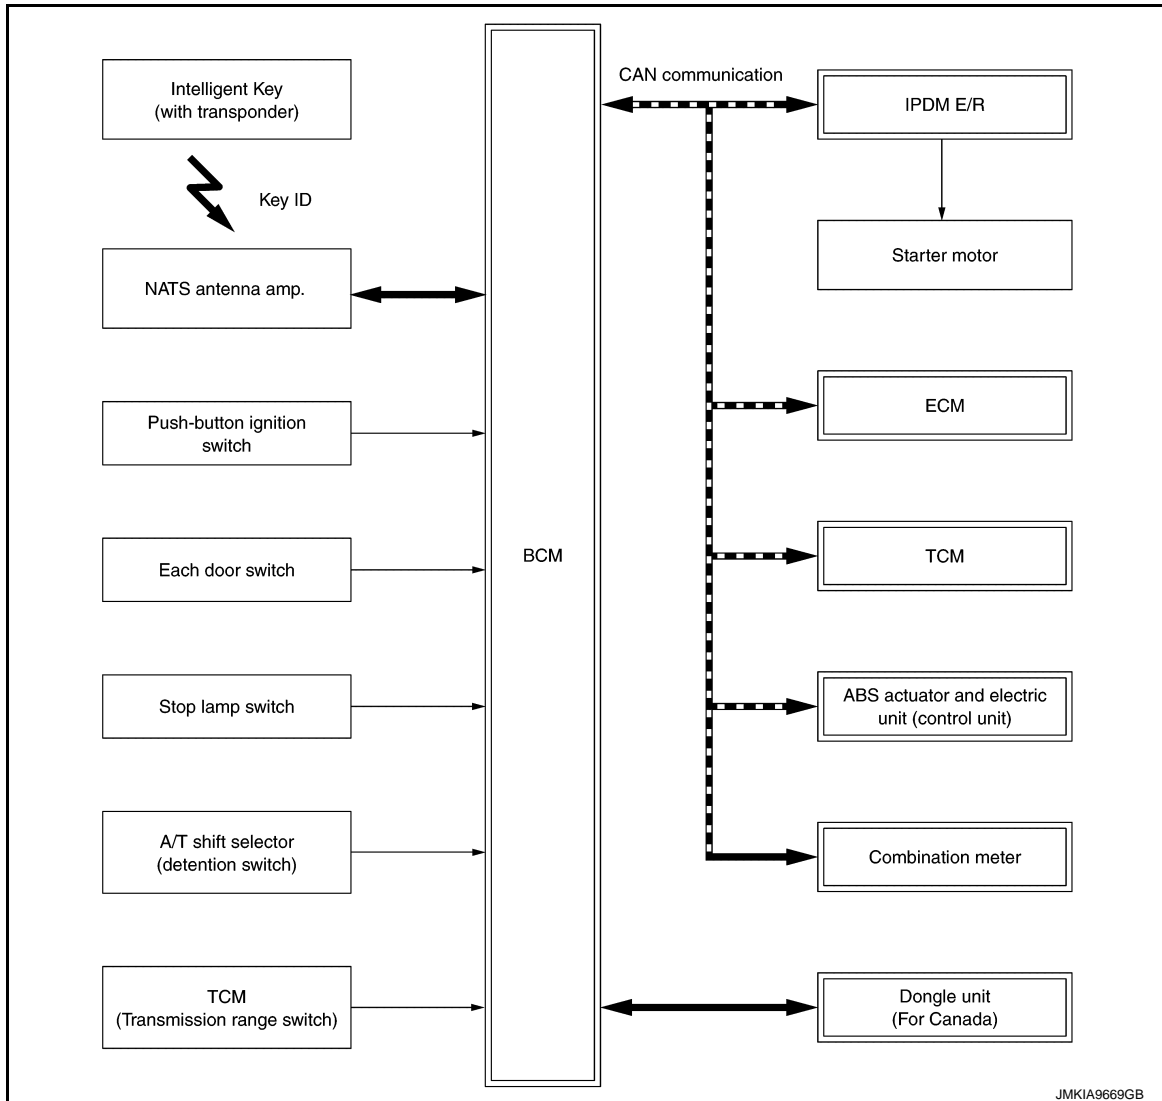 Intelligent Key
(with transponder)
Key ID
NATS antenna amp.
Push-button ignition
switch
Each door switch
Stop lamp switch
A/T shift selector
(detention switch)
TCM
(Transmission range switch)
BCM
CAN communication
IPDM E/R
Starter motor
ECM
TCM
ABS actuator and electric
unit (control unit)
Combination meter
Dongle unit
(For Canada)
JMKIA9669GB